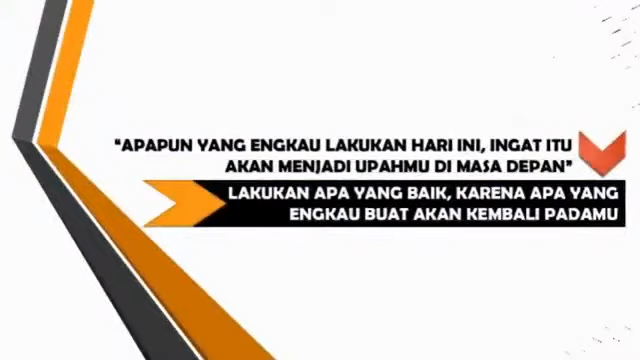 "APAPUN YANG ENGKAU LAKUKAN HARI INI, INGAT ITU
AKAN MENJADI UPAHMU DI MASA DEPAN"
LAKUKAN APA YANG BAIK, KARENA APA YANG
ENGKAU BUAT AKAN KEMBALI PADAMU